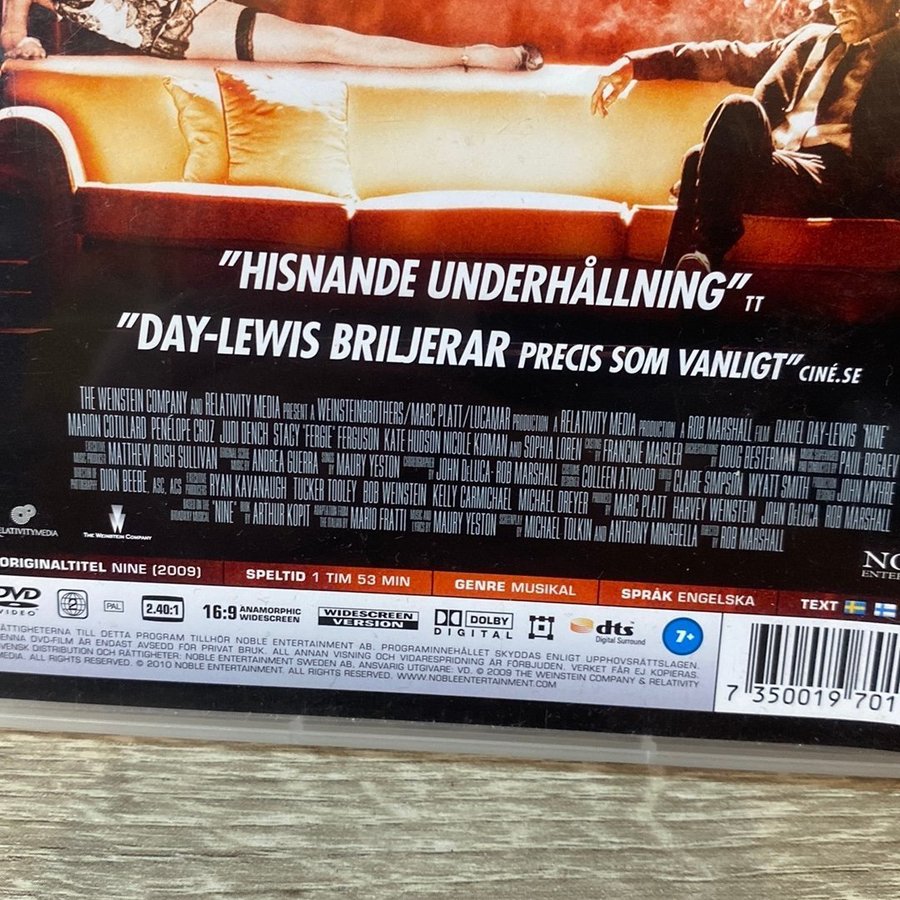 "HISNANDE UNDERHÅLLNING" TT
"DAY-LEWIS BRILJERAR PRECIS SOM VANLIGT" CINÉ.SE
THE WEINSTEIN COMPANY AND RELATIVITY MEDIA PRESENT A WEINSTEINBROTHERS/MARC PLATT/LUCAMAR PRODUCTION A RELATIVITY MEDIA PRODUCTION A ROB MARSHALL FILM DANIEL DAY-LEWIS "NINE"
MARION COTILLARD PENÉLOPE CRUZ JUDI DENCH STACY "FERGIE" FERGUSON KATE HUDSON NICOLE KIDMAN AND SOPHIA LOREN CASTING BY FRANCINE MAISLER DOUG BESTERMAN PAUL BOGAEV
MATTHEW RUSH SULLIVAN ANDREA GUERRA MAURY YESTON JOHN DELUCA ROB MARSHALL COLLEEN ATWOOD CLAIRE SIMPSON WYATT SMITH JOHN MYHRE
DION BEEBE, ASC, ACS RYAN KAVANAUGH TUCKER TOOLEY BOB WEINSTEIN KELLY CARMICHAEL MICHAEL DREYER MARC PLATT HARVEY WEINSTEIN JOHN DELUCA ROB MARSHALL
"NINE" ARTHUR KOPIT MARIO FRATTI MAURY YESTON MICHAEL TOLKIN AND ANTHONY MINGHELLA ROB MARSHALL
RELATIVITYMEDIA
THE WEINSTEIN COMPANY
NO
ENTER
ORIGINALTITEL NINE (2009) SPELTID 1 TIM 53 MIN GENRE MUSIKAL SPRÅK ENGELSKA TEXT
DVD VIDEO 2 PAL 2.40:1 16:9 ANAMORPHIC WIDESCREEN WIDESCREEN VERSION DOLBY DIGITAL dts Digital Surround 7+
RÄTTIGHETERNA TILL DETTA PROGRAM TILLHÖR NOBLE ENTERTAINMENT AB. PROGRAMINNEHÅLLET SKYDDAS ENLIGT UPPHOVSRÄTTSLAGEN.
DENNA DVD-FILM ÄR ENDAST AVSEDD FÖR PRIVAT BRUK. ALL ANNAN VISNING OCH VIDARESPRIDNING ÄR FÖRBJUDEN. VERKET FÅR EJ KOPIERAS.
SVENSK DISTRIBUTION OCH RÄTTIGHETER: NOBLE ENTERTAINMENT SWEDEN AB, ANSVARIG UTGIVARE: VD. © 2009 THE WEINSTEIN COMPANY & RELATIVITY
MEDIA. ALL RIGHTS RESERVED. © 2010 NOBLE ENTERTAINMENT. ALL RIGHTS RESERVED. WWW.NOBLEENTERTAINMENT.COM
7 350019 701